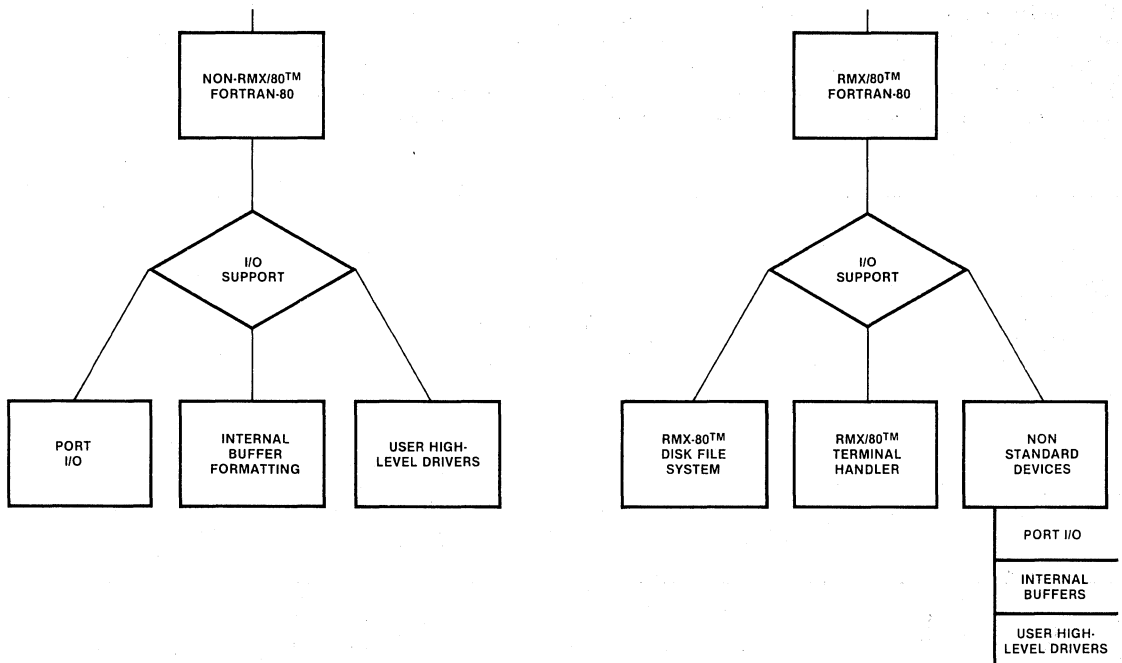 NON-RMX/80™
FORTRAN-80
I/O
SUPPORT
PORT
I/O
INTERNAL
BUFFER
FORMATTING
USER HIGH-
LEVEL DRIVERS
RMX/80™
FORTRAN-80
I/O
SUPPORT
RMX-80™
DISK FILE
SYSTEM
RMX/80™
TERMINAL
HANDLER
NON
STANDARD
DEVICES
PORT I/O
INTERNAL
BUFFERS
USER HIGH-
LEVEL DRIVERS